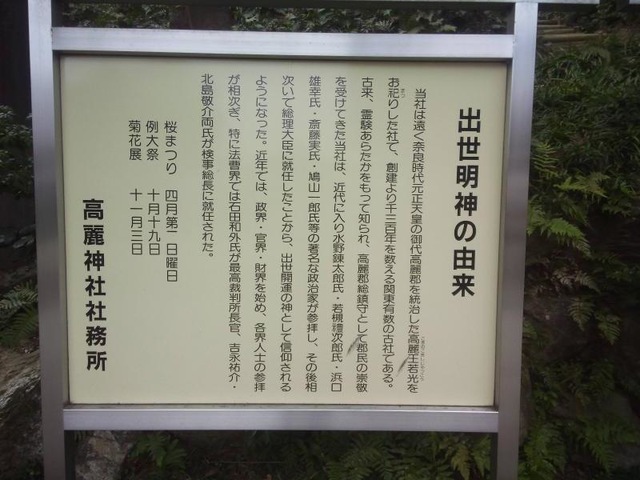 出世明神の由来
当社は遠く奈良時代元正天皇の御代高麗郡を統治した高麗王若光を
お祀りした社で、創建より千三百年を数える関東有数の古社である。
古来、霊験あらたかをもつて知られ、高麗郡総鎮守として郡民の崇敬
を受けてきた当社は、近代に入り水野錬太郎氏・若槻禮次郎氏・浜口
雄幸氏・斎藤実氏・鳩山一郎氏等の著名な政治家が参拝し、その後相
次いで総理大臣に就任したことから、出世開運の神として信仰される
ようになった。近年では、政界・官界・財界を始め、各界人士の参拝
が相次ぎ、特に法曹界では石田和外氏が最高裁判所長官、吉永祐介・
北島敬介両氏が検事総長に就任された。
桜まつり 四月第一日曜日
例大祭 十月十九日
菊花展 十一月三日
高麗神社社務所